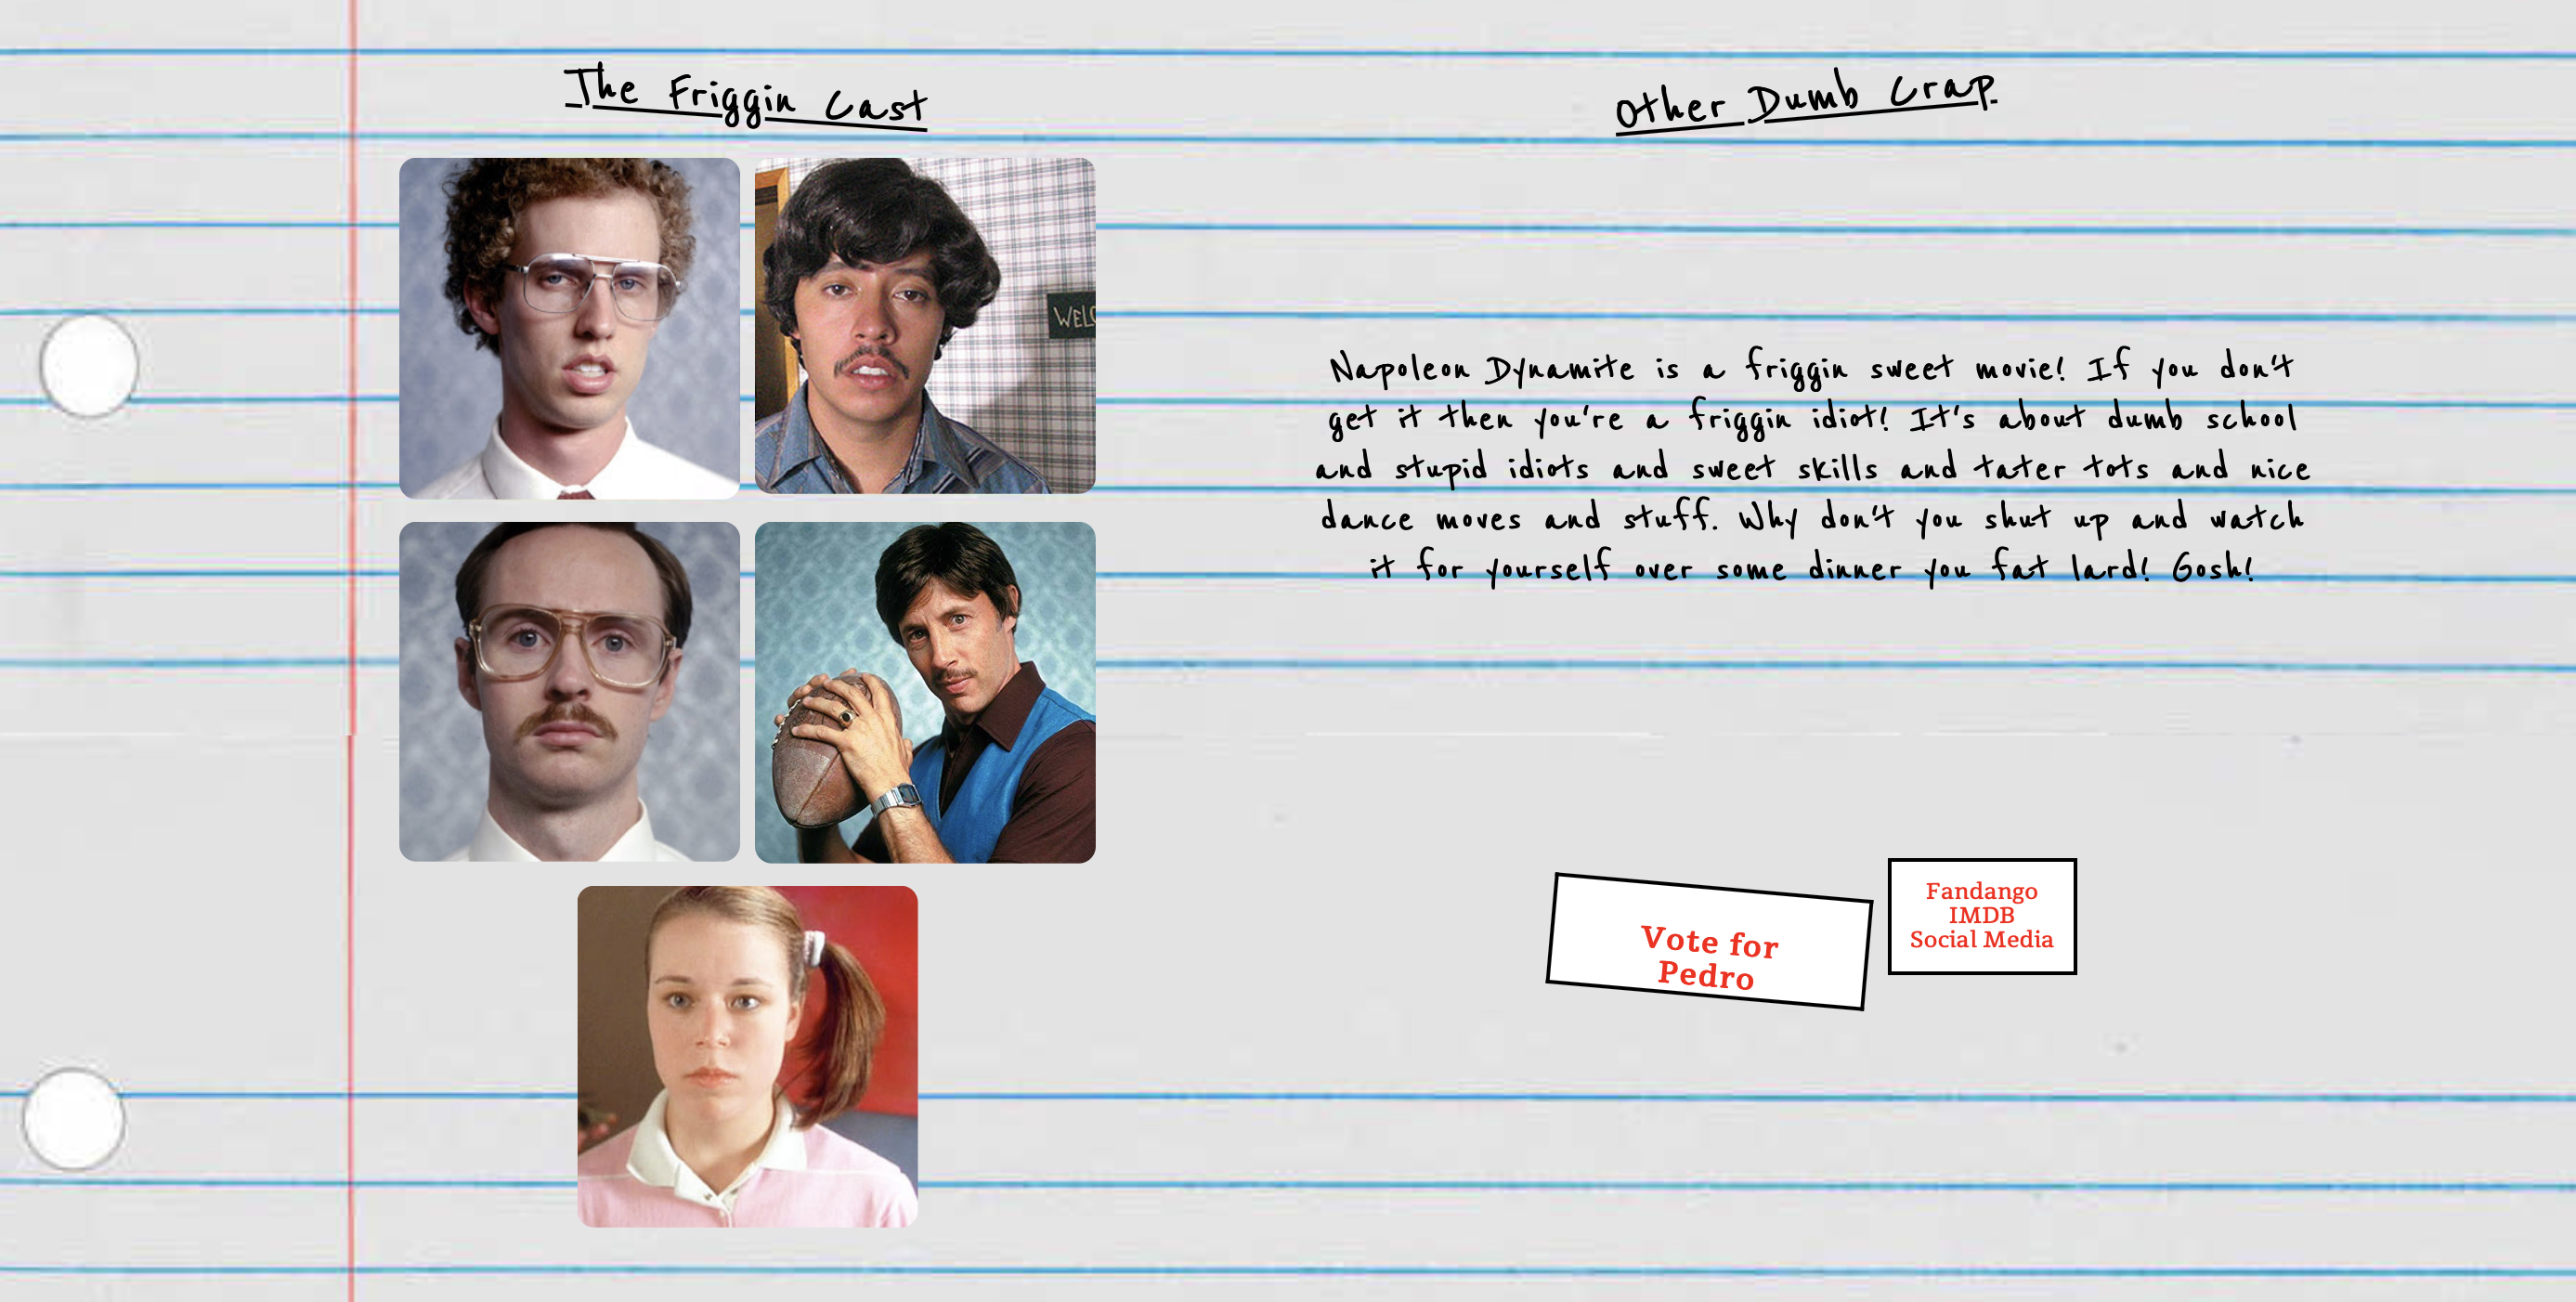 The Friggin Cast
WELC
Other Dumb Crap
Napoleon Dynamite is a friggin sweet movie! If you don't
get it then you're a friggin idiot! It's about dumb school
and stupid idiots and sweet skills and tater tots and nice
dance moves and stuff. Why don't you shut up and watch
it for yourself over some dinner you fat lard! Gosh!
Vote for
Pedro
Fandango
IMDB
Social Media